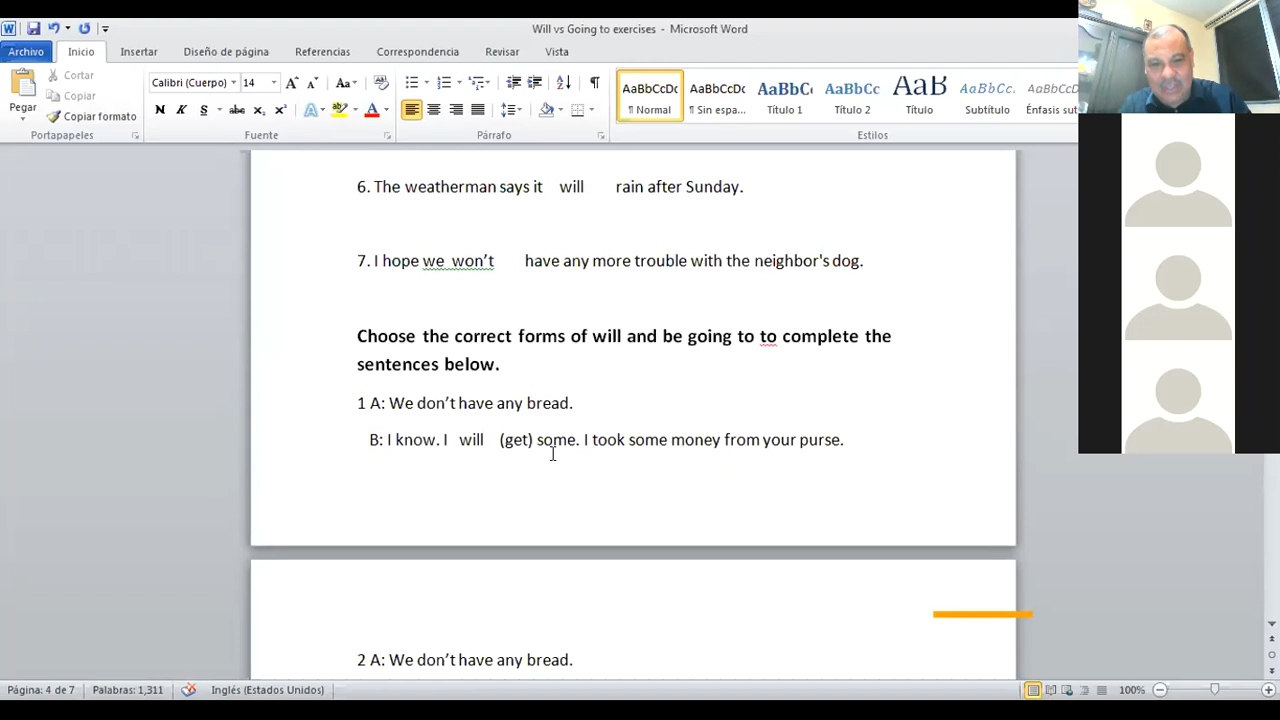 Will vs Going to exercises - Microsoft Word
Archivo Inicio Insertar Diseño de página Referencias Correspondencia Revisar Vista
Pegar
Cortar
Copiar
Copiar formato
Portapapeles
Calibri (Cuerpo) 14
N K S abc x₂ x² A
Fuente
Párrafo
AaBbCcDc
¶ Normal
AaBbCcDc
¶ Sin espa...
AaBbCc
Título 1
AaBbCc
Título 2
AaB
Título
AaBbCc.
Subtítulo
AaBbCcDc
Énfasis sut
Estilos
6. The weatherman says it will rain after Sunday.
7. I hope we won’t have any more trouble with the neighbor's dog.
Choose the correct forms of will and be going to to complete the
sentences below.
1 A: We don’t have any bread.
B: I know. I will (get) some. I took some money from your purse.
2 A: We don’t have any bread.
Página: 4 de 7 Palabras: 1,311 Inglés (Estados Unidos) 100%